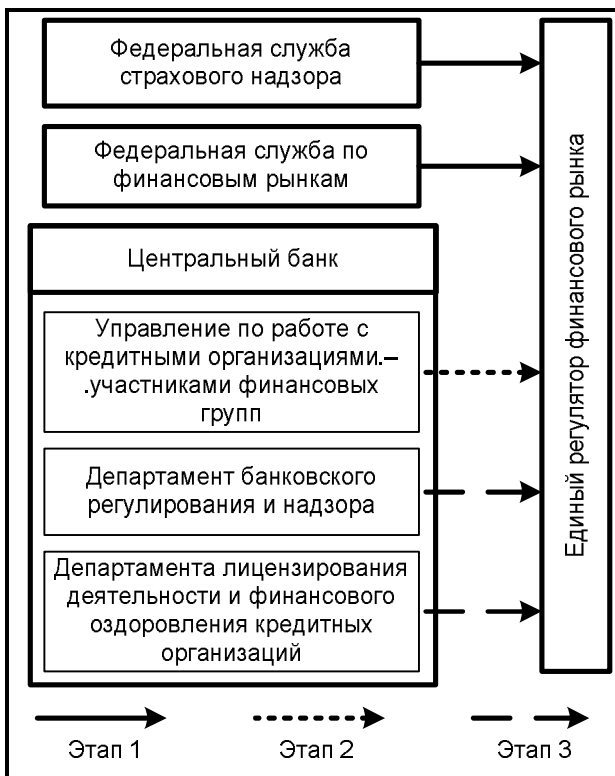 Федеральная служба
страхового надзора
Федеральная служба по
финансовым рынкам
Центральный банк
Управление по работе с
кредитными организациями.–
.участниками финансовых
групп
Департамент банковского
регулирования и надзора
Департамента лицензирования
деятельности и финансового
оздоровления кредитных
организаций
Единый регулятор финансового рынка
Этап 1
Этап 2
Этап 3